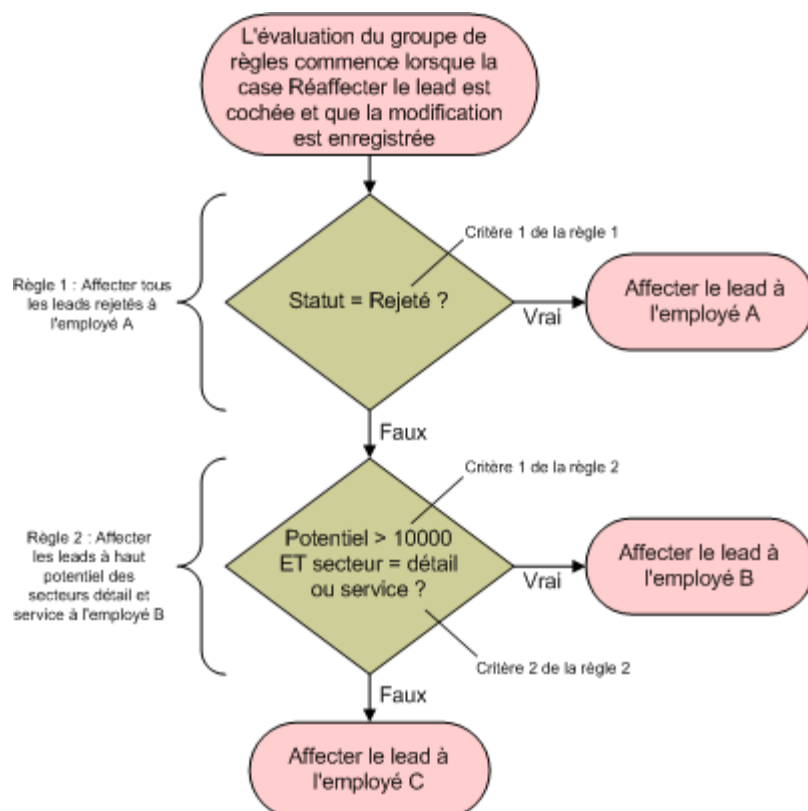 L'évaluation du groupe de
règles commence lorsque la
case Réaffecter le lead est
cochée et que la modification
est enregistrée
Critère 1 de la règle 1
Règle 1 : Affecter tous
les leads rejetés à
l'employé A
Statut = Rejeté ?
Vrai
Affecter le lead à
l'employé A
Faux
Critère 1 de la règle 2
Règle 2 : Affecter
les leads à haut
potentiel des
secteurs détail et
service à l'employé B
Potentiel > 10000
ET secteur = détail
ou service ?
Vrai
Affecter le lead à
l'employé B
Critère 2 de la règle 2
Faux
Affecter le lead à
l'employé C